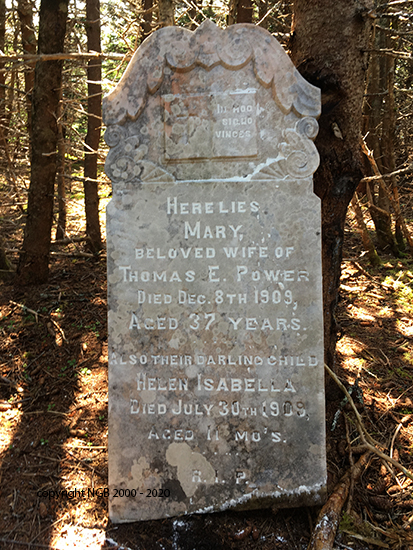 IN HOC
SIGNO
VINCES
HERE LIES
MARY,
BELOVED WIFE OF
THOMAS E. POWER
DIED DEC. 8TH 1909,
AGED 37 YEARS.
ALSO THEIR DARLING CHILD
HELEN ISABELLA
DIED JULY 30TH 1909,
AGED 11 MO'S.
R.I.P.
copyright NGB 2000 - 2020